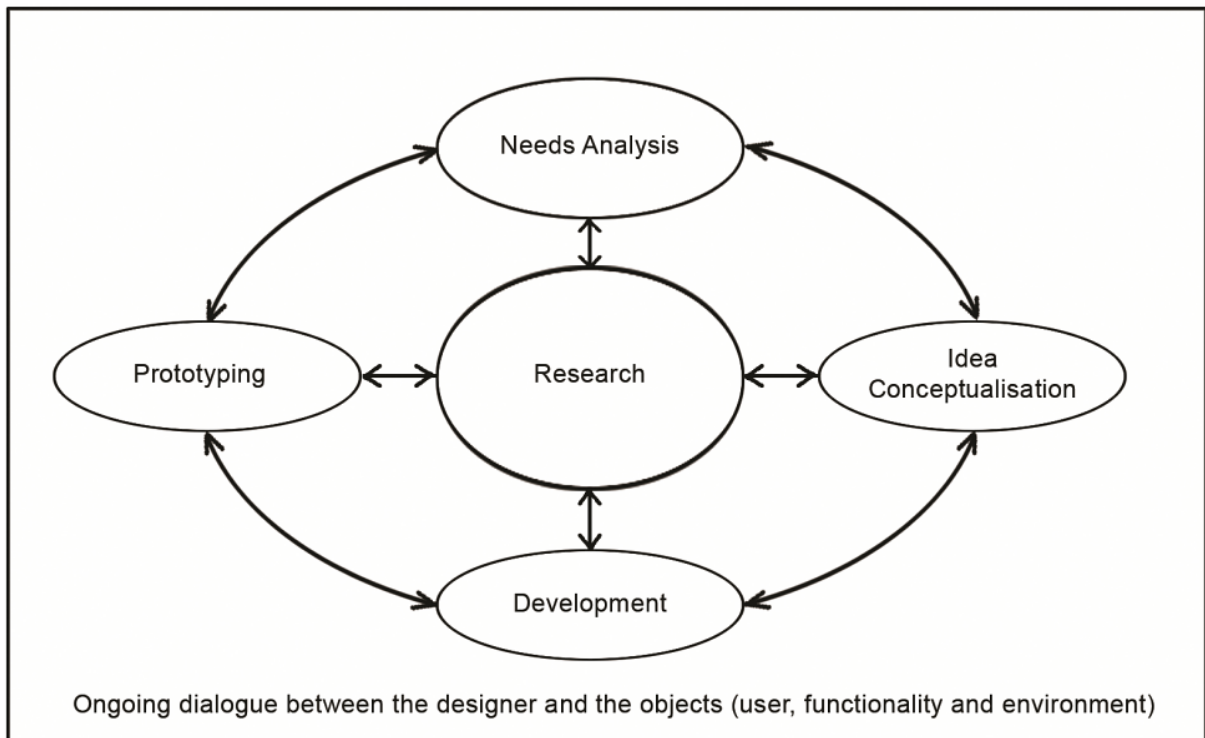 Needs Analysis
Prototyping
Research
Idea
Conceptualisation
Development
Ongoing dialogue between the designer and the objects (user, functionality and environment)